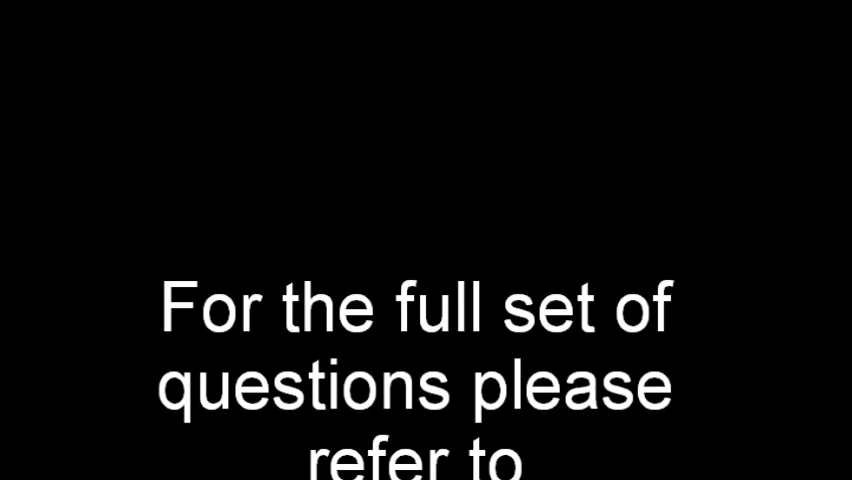 For the full set of
questions please
refer to